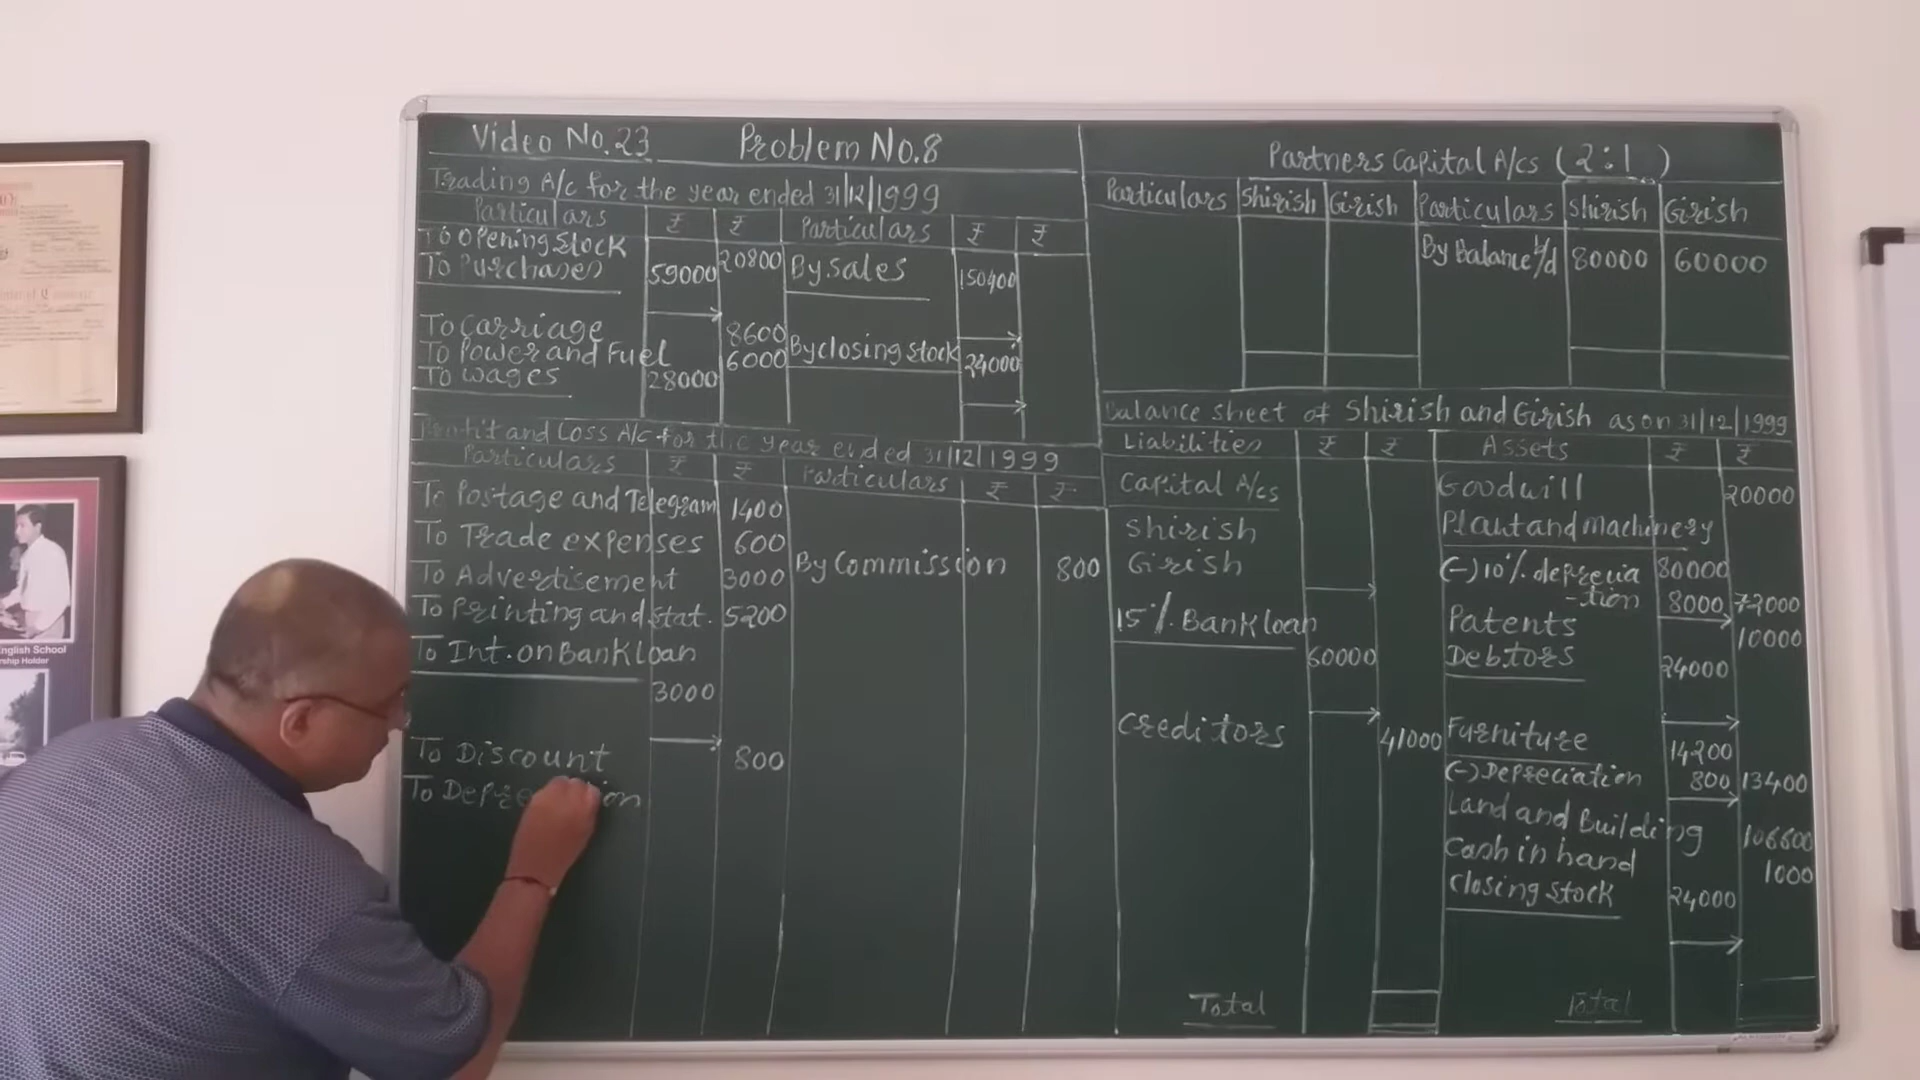 Video No.23 Problem No.8
Trading A/c for the year ended 31/12/1999
Particulars ₹ ₹ Particulars ₹ ₹
To Opening Stock 20800
To Purchases 59000 By Sales 150400
To Carriage 8600
To Power and Fuel 6000 By closing Stock 24000
To Wages 28000
Profit and Loss A/c for the year ended 31/12/1999
Particulars ₹ ₹ Particulars ₹ ₹
To Postage and Telegram 1400
To Trade expenses 600
To Advertisement 3000 By Commission 800
To Printing and Stat. 5200
To Int. on Bank loan
3000
To Discount 800
Partners Capital A/cs (2:1)
Particulars Shirish Girish Particulars Shirish Girish
By Balance b/d 80000 60000
Balance sheet of Shirish and Girish as on 31/12/1999
Liabilities ₹ ₹ Assets ₹ ₹
Capital A/cs Goodwill 20000
Shirish Plant and Machinery
Girish 80000
(-) 10% deprecia
-tion 8000 72000
15% Bank loan Patents 10000
60000 Debtors 24000
Creditors 41000 Furniture 14200
(-) Depreciation 800 13400
Land and Building 106600
Cash in hand 1000
Closing Stock 24000
Total Total
English School